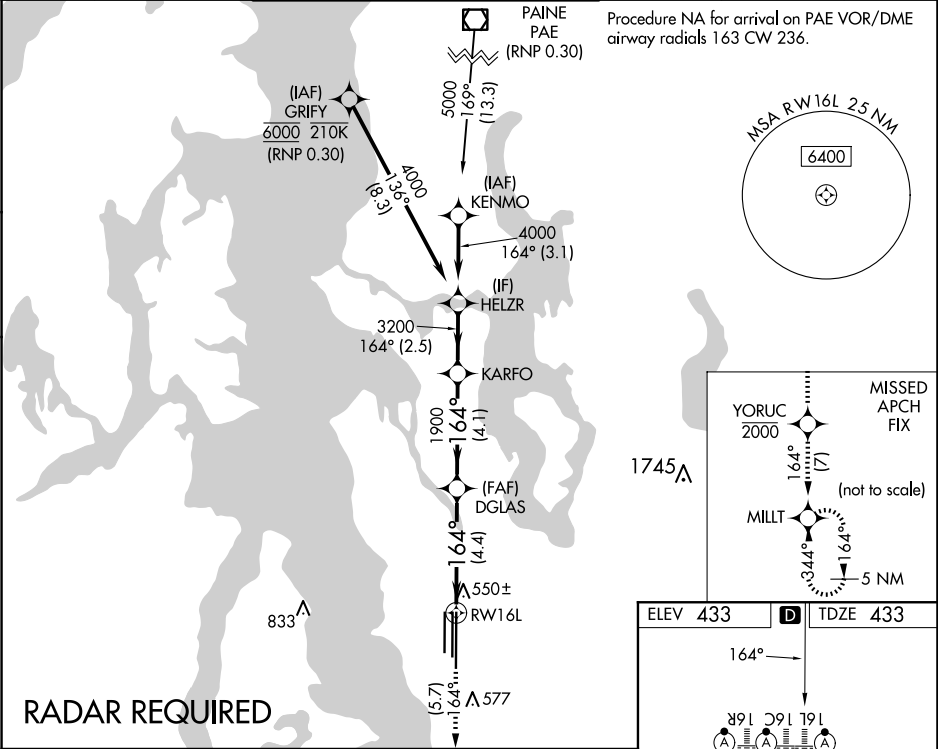 PAINE
PAE
(RNP 0.30)
Procedure NA for arrival on PAE VOR/DME
airway radials 163 CW 236.
(IAF)
GRIFY
6000 210K
(RNP 0.30)
5000
169°
(13.3)
MSA RW16L 25 NM
6400
4000
136°
(8.3)
(IAF)
KENMO
4000
164° (3.1)
(IF)
HELZR
3200
164° (2.5)
KARFO
1900
164°
(4.1)
(FAF)
DGLAS
164°
(4.4)
550±
RW16L
833
577
(5.7)
164°
RADAR REQUIRED
1745
MISSED
APCH
FIX
YORUC
2000
164°
(7)
(not to scale)
MILLT
344°
164°
5 NM
ELEV 433
D
TDZE 433
164°
16R
16C
16L
A
A
A